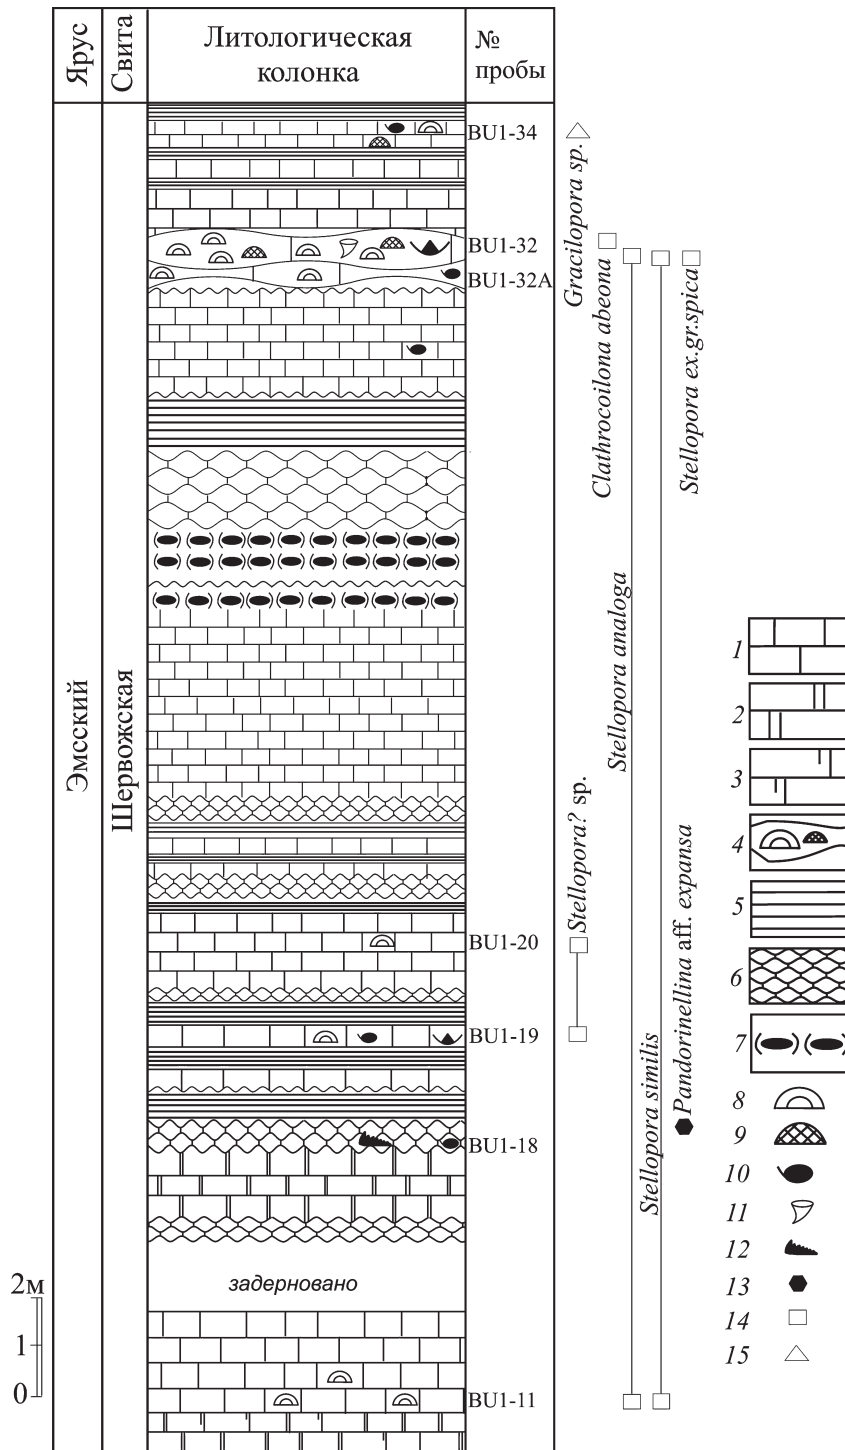 Ярус
Свита
Литологическая
колонка
№
пробы
Эмсский
Шервожская
BU1-34
BU1-32
BU1-32A
BU1-20
BU1-19
BU1-18
BU1-11
задерновано
2м
1
0
Gracilopora sp.
Clathrocoilona abeona
Stellopora ex.gr.spica
Stellopora analoga
Stellopora? sp.
Stellopora similis
Pandorinellina aff. expansa
1
2
3
4
5
6
7
8
9
10
11
12
13
14
15